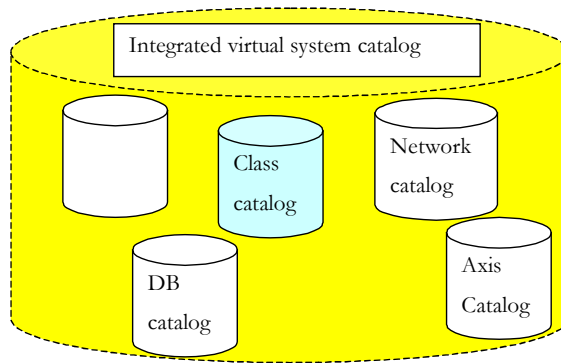 Integrated virtual system catalog
Class
catalog
Network
catalog
DB
catalog
Axis
Catalog